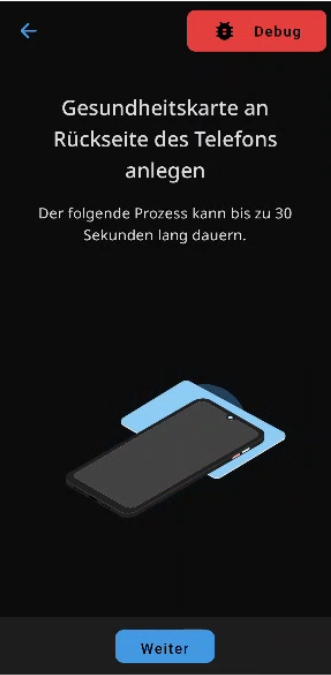 Debug
Gesundheitskarte an
Rückseite des Telefons
anlegen
Der folgende Prozess kann bis zu 30
Sekunden lang dauern.
Weiter